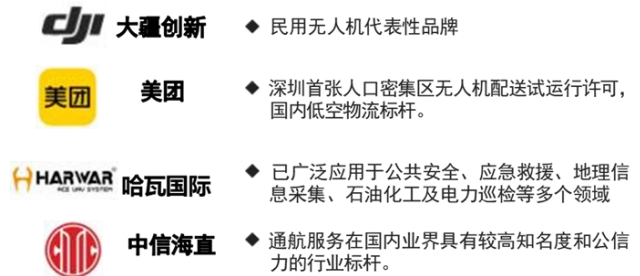 dji 大疆创新 ◆ 民用无人机代表性品牌
美团 美团 ◆ 深圳首张人口密集区无人机配送试运行许可，
国内低空物流标杆。
HARWAR 哈瓦国际 ◆ 已广泛应用于公共安全、应急救援、地理信
ACE UAV SYSTEM 息采集、石油化工及电力巡检等多个领域
中信海直 ◆ 通航服务在国内业界具有较高知名度和公信
力的行业标杆。